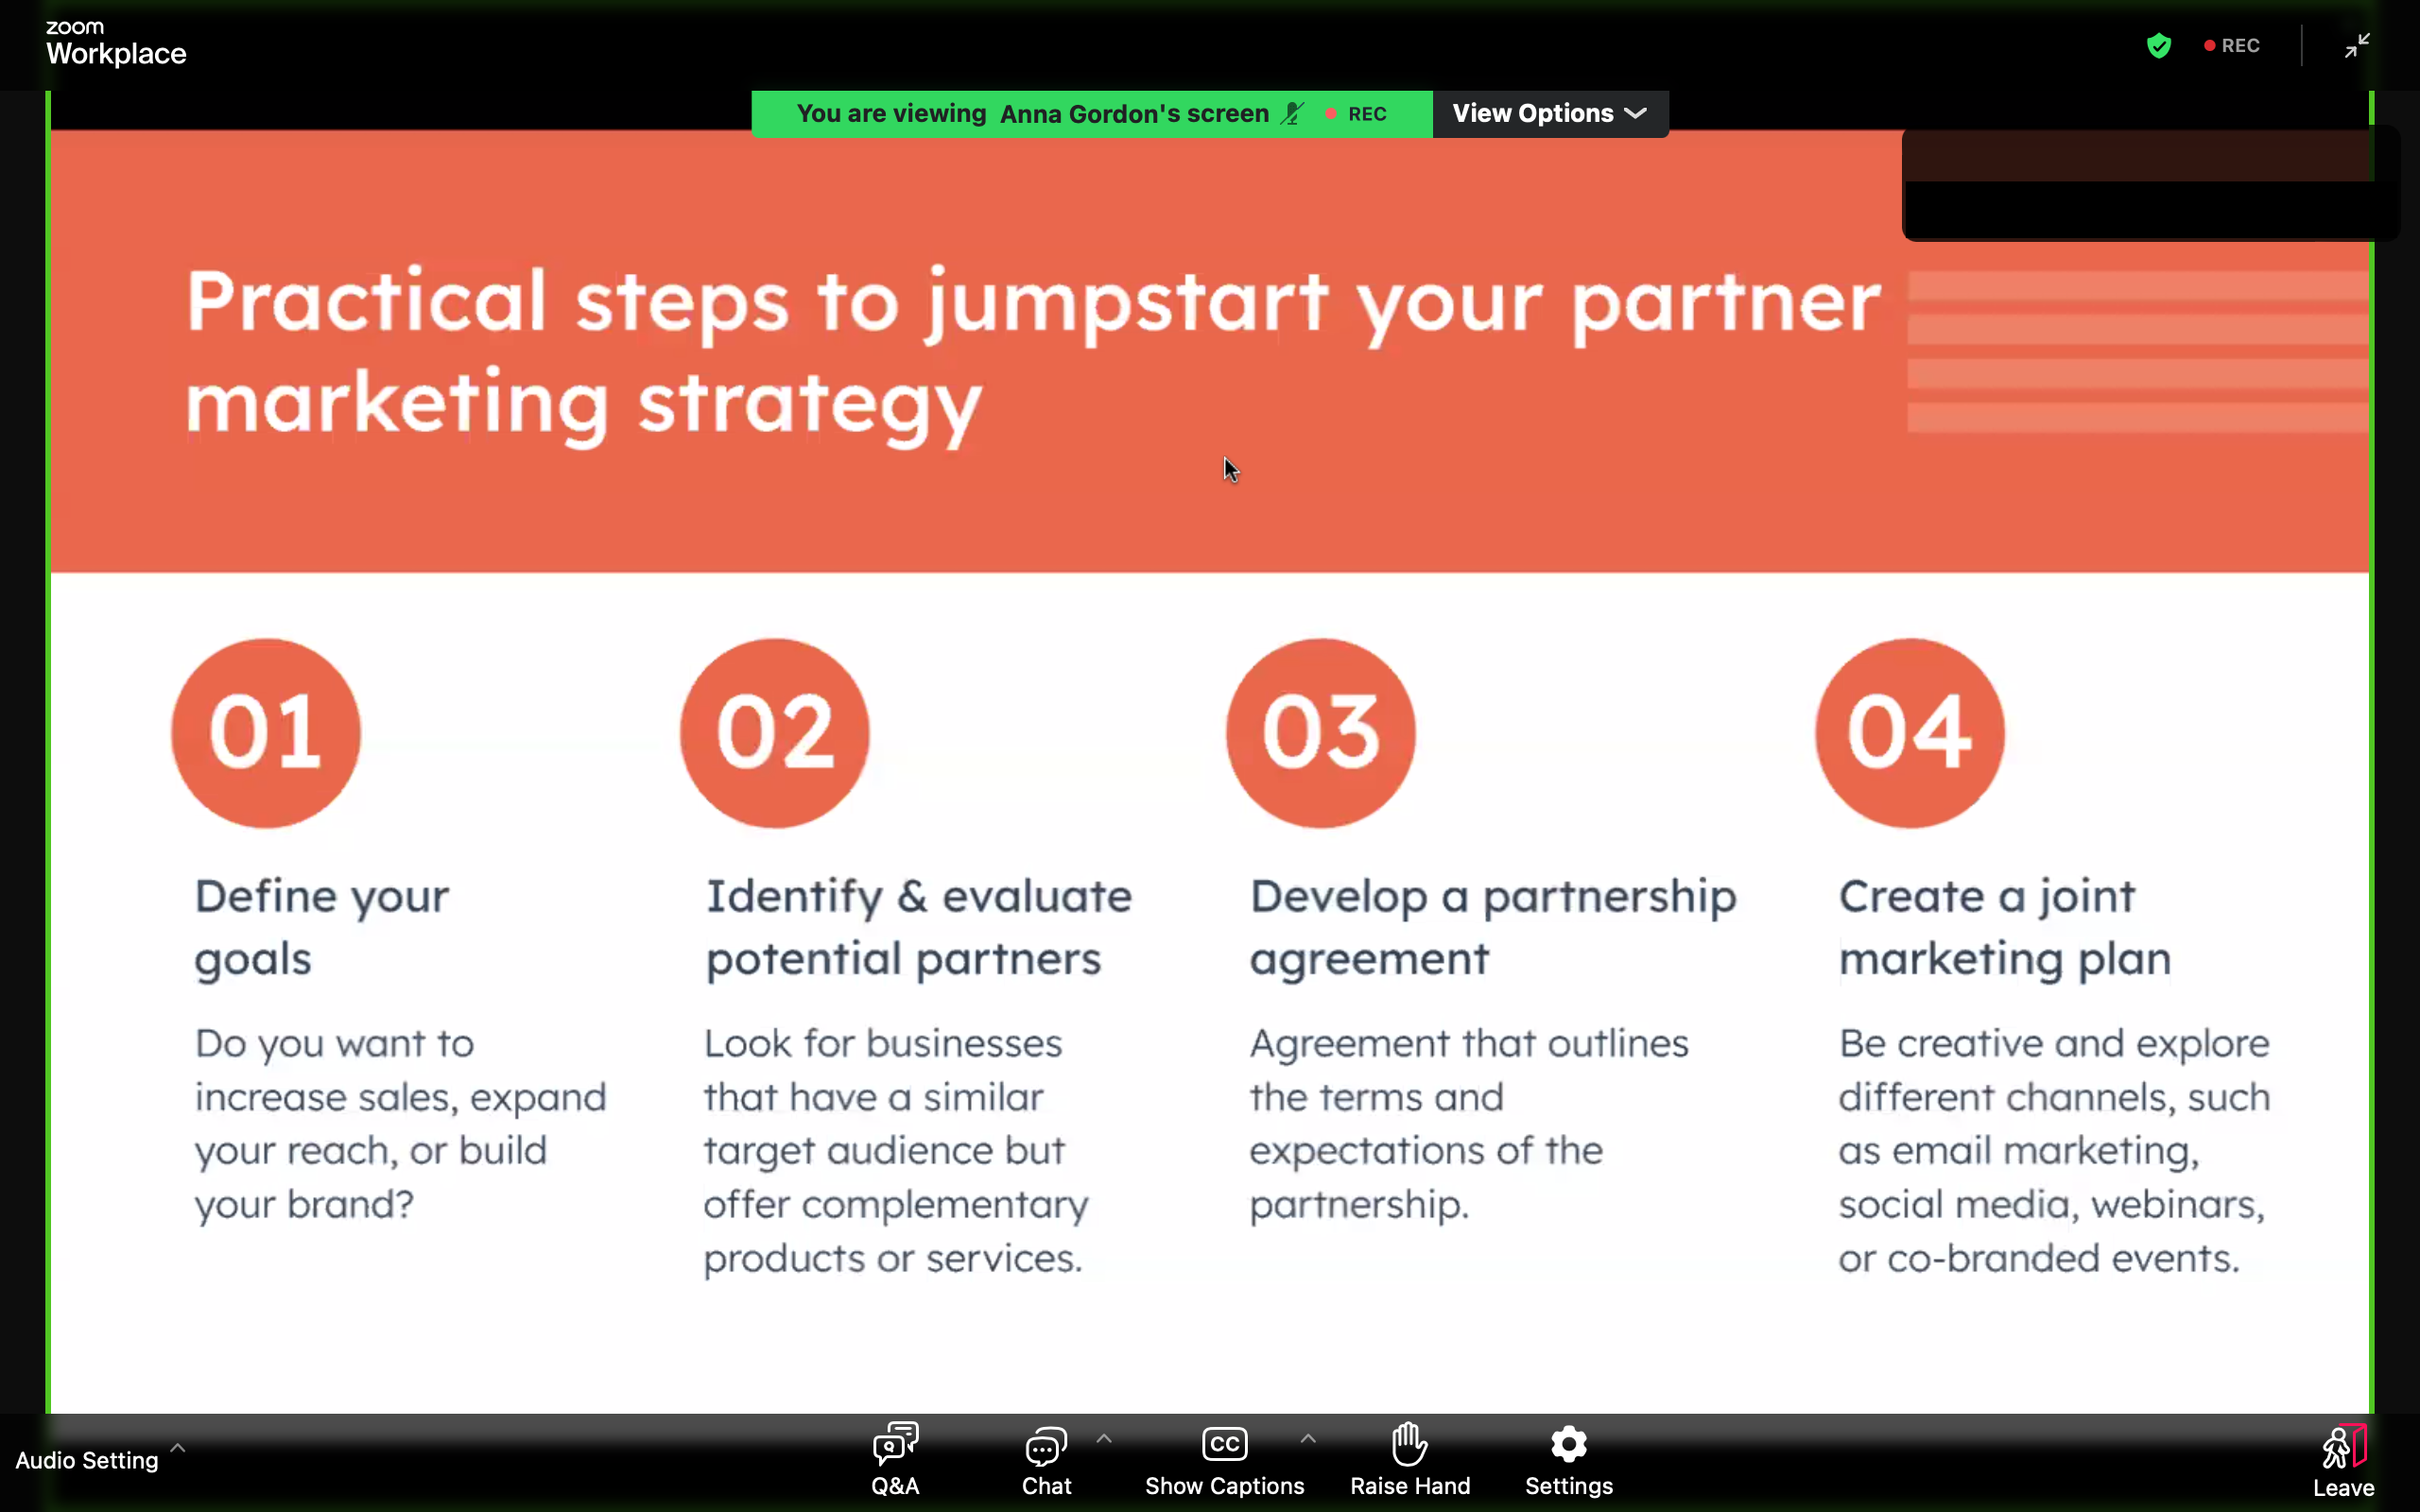 zoom
Workplace
REC
You are viewing Anna Gordon's screen REC View Options
Practical steps to jumpstart your partner
marketing strategy
01
Define your
goals
Do you want to
increase sales, expand
your reach, or build
your brand?
02
Identify & evaluate
potential partners
Look for businesses
that have a similar
target audience but
offer complementary
products or services.
03
Develop a partnership
agreement
Agreement that outlines
the terms and
expectations of the
partnership.
04
Create a joint
marketing plan
Be creative and explore
different channels, such
as email marketing,
social media, webinars,
or co-branded events.
Audio Setting
Q&A
Chat
CC
Show Captions
Raise Hand
Settings
Leave